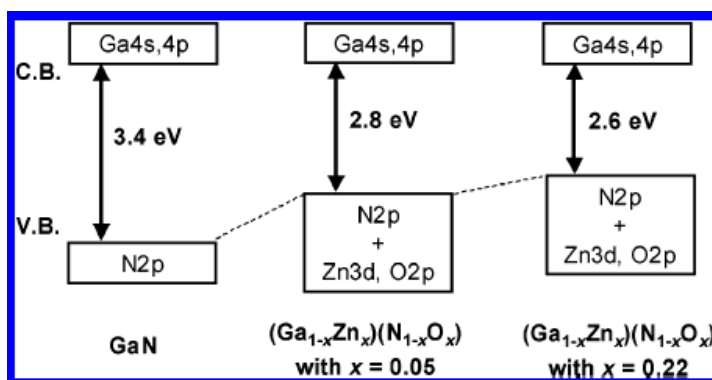 Ga4s,4p Ga4s,4p Ga4s,4p
C.B.
3.4 eV 2.8 eV 2.6 eV
V.B.
N2p
N2p
+
Zn3d, O2p
N2p
+
Zn3d, O2p
GaN
(Ga₁₋ₓZnₓ)(N₁₋ₓOₓ)
with x = 0.05
(Ga₁₋ₓZnₓ)(N₁₋ₓOₓ)
with x = 0.22